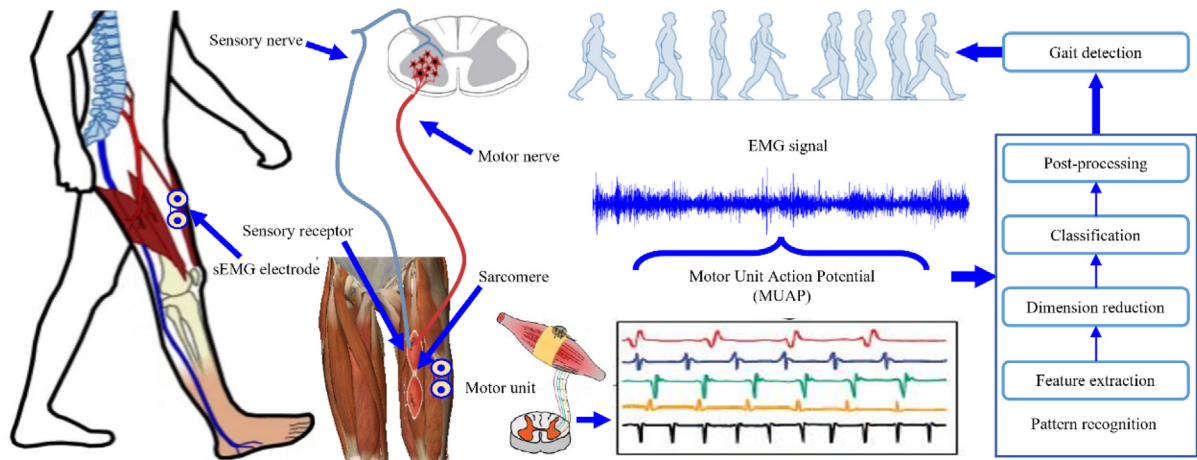 Sensory nerve
Motor nerve
Sensory receptor
sEMG electrode
Sarcomere
Motor unit
EMG signal
Motor Unit Action Potential
(MUAP)
Gait detection
Post-processing
Classification
Dimension reduction
Feature extraction
Pattern recognition